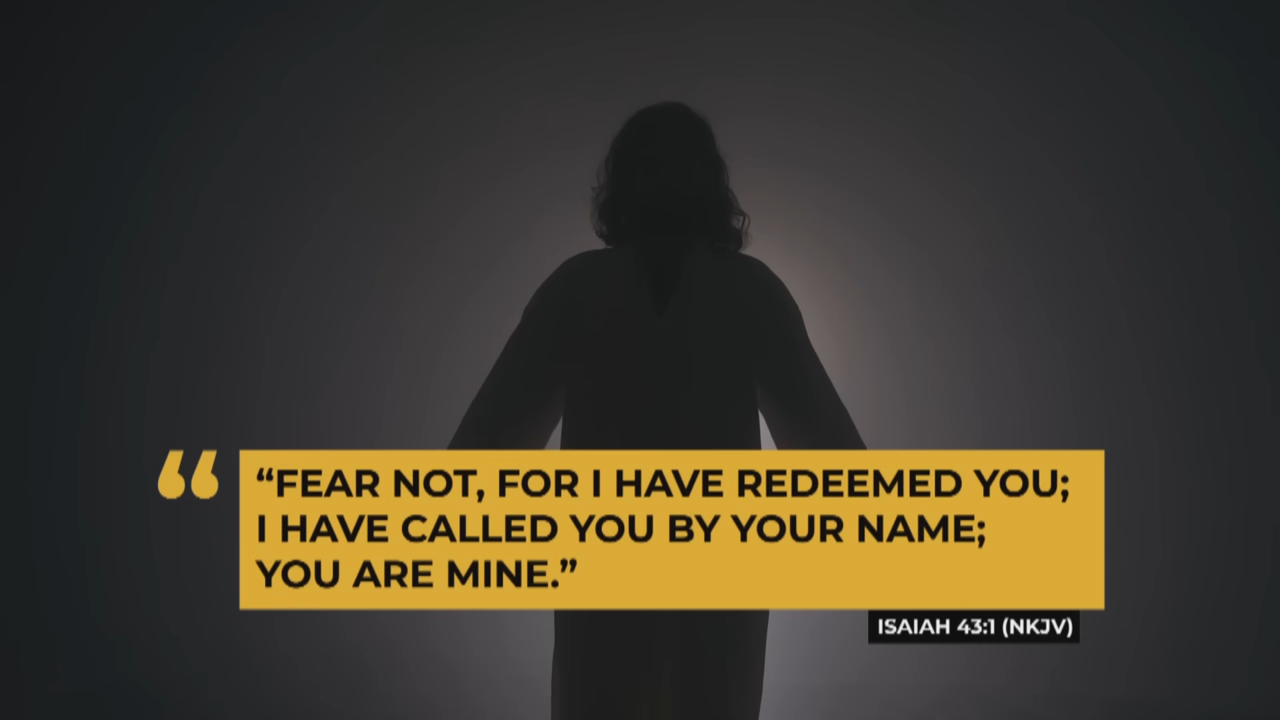 “FEAR NOT, FOR I HAVE REDEEMED YOU;
I HAVE CALLED YOU BY YOUR NAME;
YOU ARE MINE.”
ISAIAH 43:1 (NKJV)